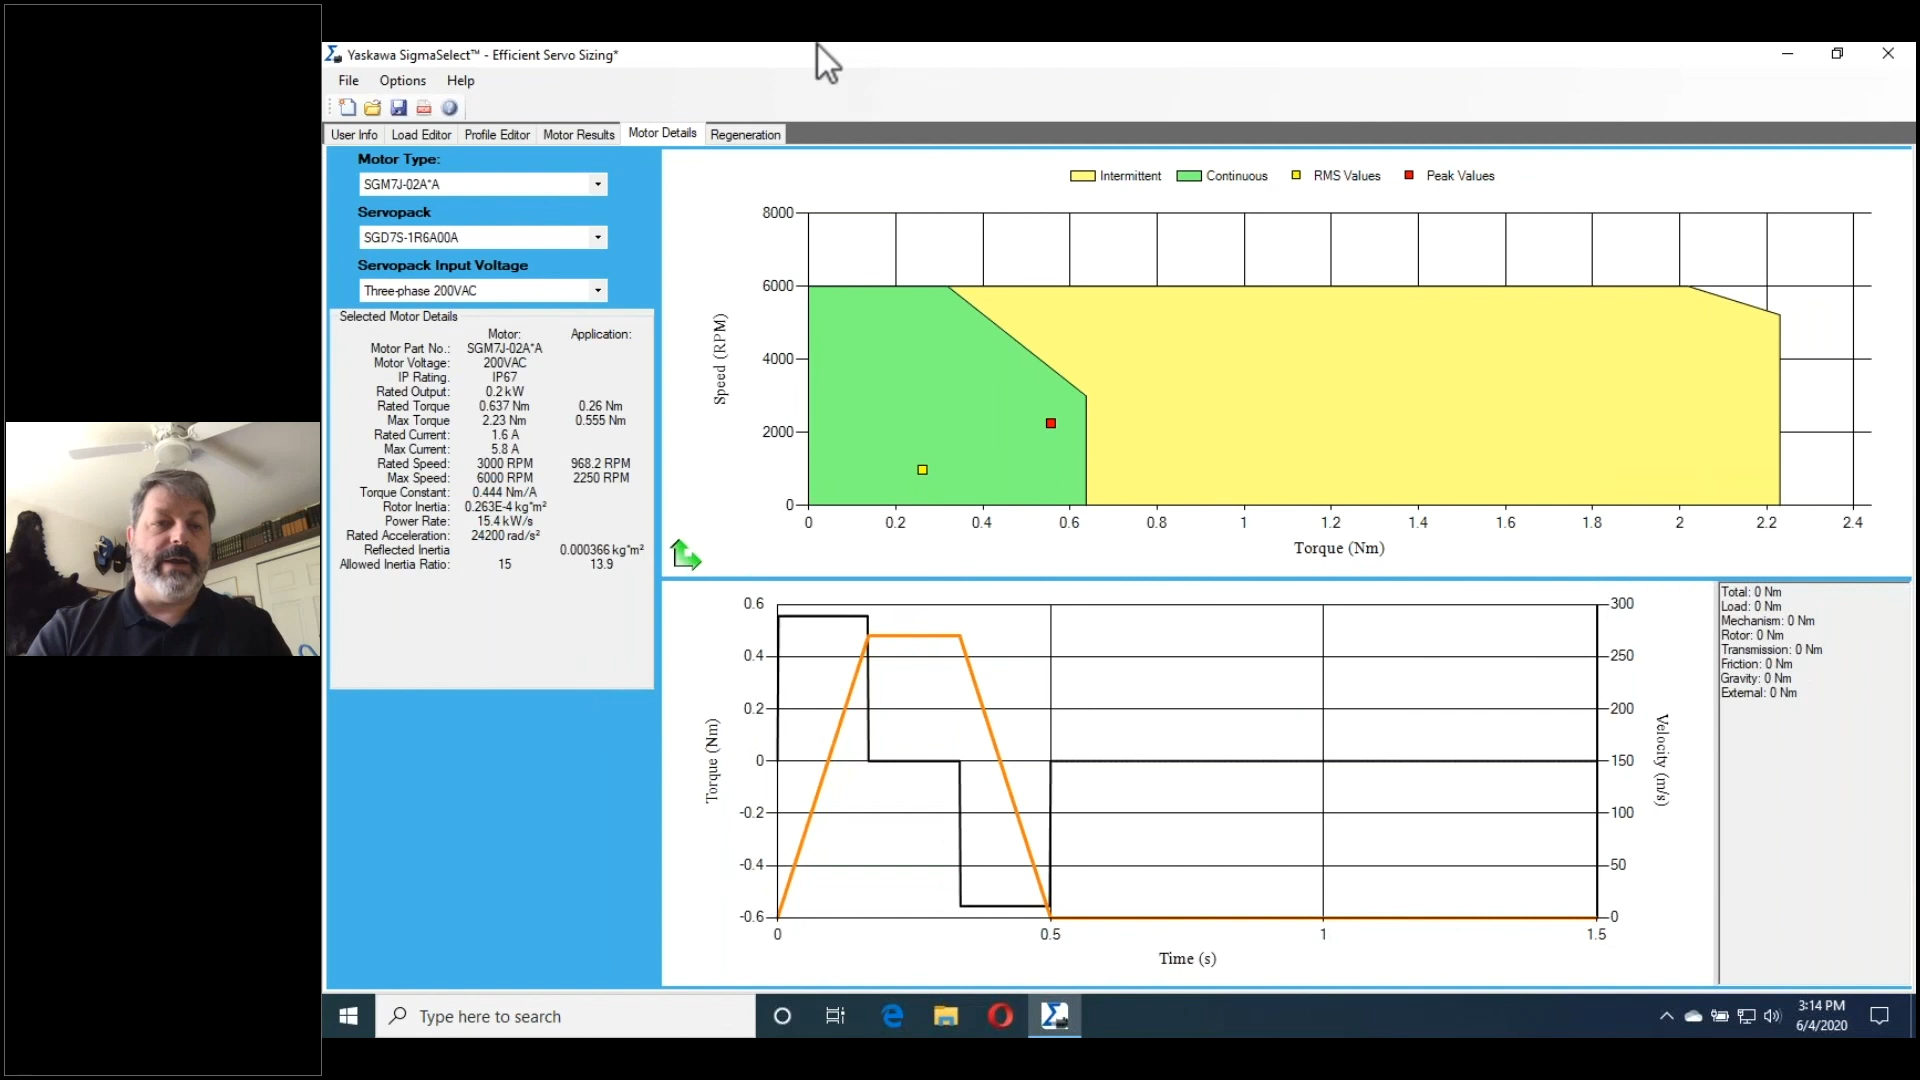 Yaskawa SigmaSelect™ - Efficient Servo Sizing*
File Options Help
User Info Load Editor Profile Editor Motor Results Motor Details Regeneration
Motor Type:
SGM7J-02A*A
Servopack
SGD7S-1R6A00A
Servopack Input Voltage
Three-phase 200VAC
Selected Motor Details
Motor: Application:
Motor Part No.: SGM7J-02A*A
Motor Voltage: 200VAC
IP Rating. IP67
Rated Output: 0.2 kW
Rated Torque 0.637 Nm 0.26 Nm
Max Torque 2.23 Nm 0.555 Nm
Rated Current: 1.6 A
Max Current: 5.8 A
Rated Speed: 3000 RPM 968.2 RPM
Max Speed: 6000 RPM 2250 RPM
Torque Constant: 0.444 Nm/A
Rotor Inertia: 0.263E-4 kg*m²
Power Rate: 15.4 kW/s
Rated Acceleration: 24200 rad/s²
Reflected Inertia 0.000366 kg*m²
Allowed Inertia Ratio: 15 13.9
Intermittent Continuous RMS Values Peak Values
8000
6000
4000
2000
0
Speed (RPM)
0 0.2 0.4 0.6 0.8 1 1.2 1.4 1.6 1.8 2 2.2 2.4
Torque (Nm)
0.6
0.4
0.2
0
-0.2
-0.4
-0.6
Torque (Nm)
300
250
200
150
100
50
0
Velocity (m/s)
0 0.5 1 1.5
Time (s)
Total: 0 Nm
Load: 0 Nm
Mechanism: 0 Nm
Rotor: 0 Nm
Transmission: 0 Nm
Friction: 0 Nm
Gravity: 0 Nm
External: 0 Nm
Type here to search
3:14 PM
6/4/2020